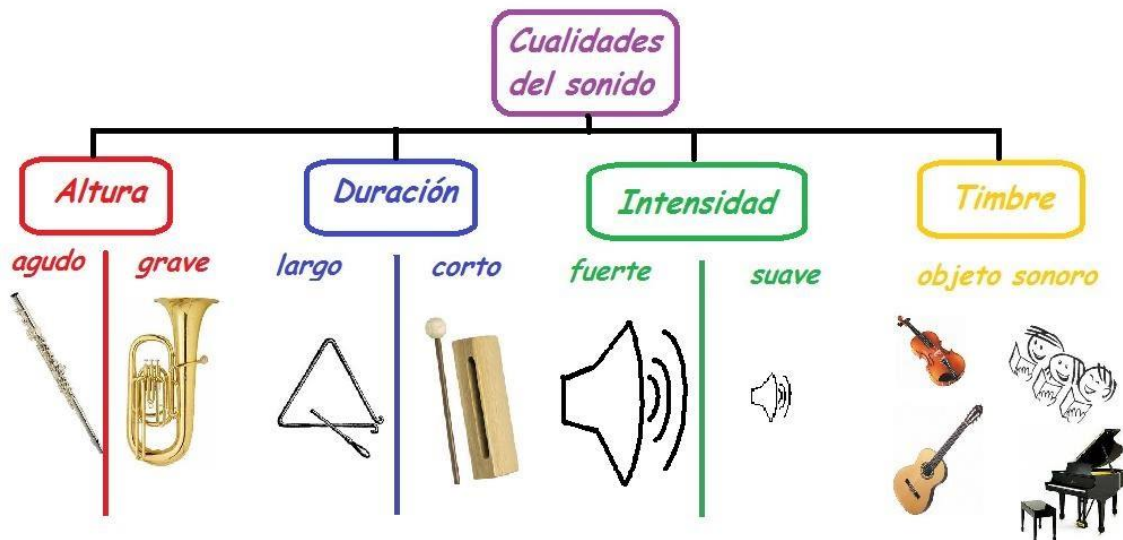 Cualidades
del sonido
Altura
Duración
Intensidad
Timbre
agudo
grave
largo
corto
fuerte
suave
objeto sonoro